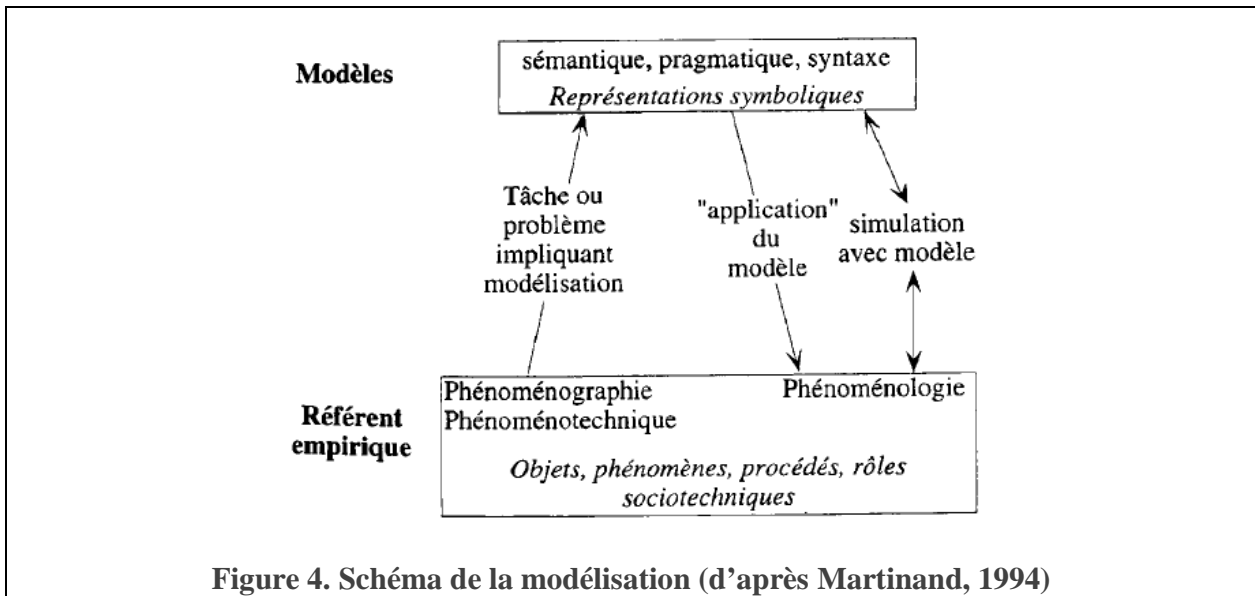 Modèles
sémantique, pragmatique, syntaxe
Représentations symboliques
Tâche ou
problème
impliquant
modélisation
"application"
du
modèle
simulation
avec modèle
Référent
empirique
Phénoménographie
Phénoménotechnique
Phénoménologie
Objets, phénomènes, procédés, rôles
sociotechniques
Figure 4. Schéma de la modélisation (d’après Martinand, 1994)